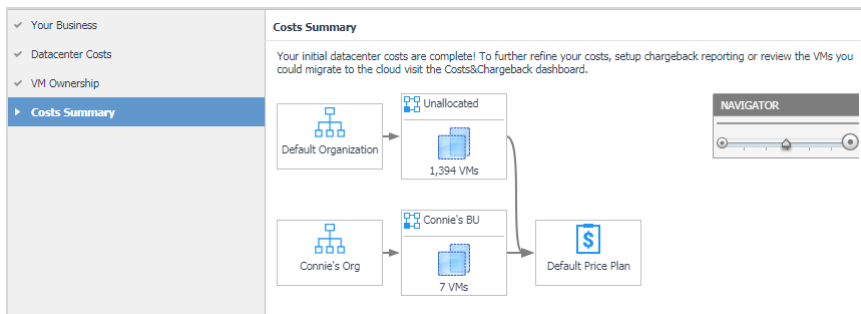 Your Business
Datacenter Costs
VM Ownership
Costs Summary
Costs Summary
Your initial datacenter costs are complete! To further refine your costs, setup chargeback reporting or review the VMs you
could migrate to the cloud visit the Costs&Chargeback dashboard.
Default Organization
Unallocated
1,394 VMs
NAVIGATOR
Connie's Org
Connie's BU
7 VMs
Default Price Plan